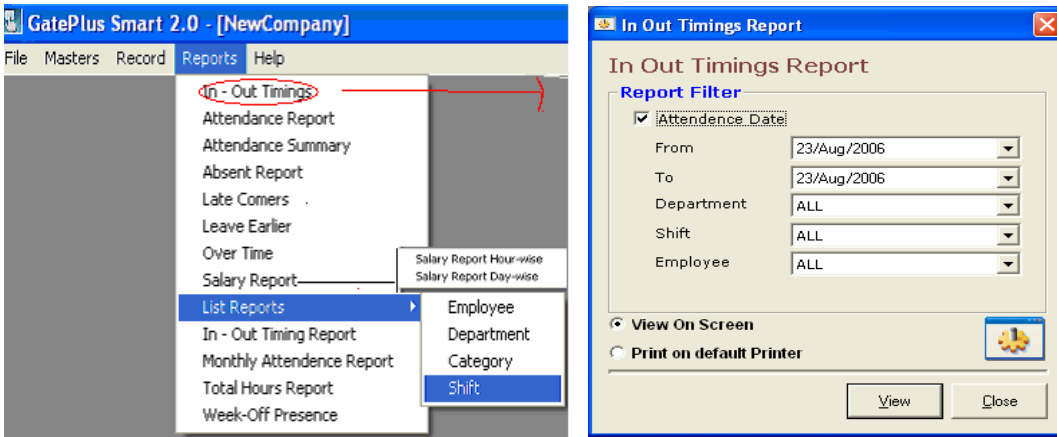 GatePlus Smart 2.0 - [NewCompany]
File Masters Record Reports Help
In - Out Timings
Attendance Report
Attendance Summary
Absent Report
Late Comers
Leave Earlier
Over Time
Salary Report
Salary Report Hour-wise
Salary Report Day-wise
List Reports
Employee
Department
Category
Shift
In - Out Timing Report
Monthly Attendence Report
Total Hours Report
Week-Off Presence
In Out Timings Report
In Out Timings Report
Report Filter
Attendence Date
From 23/Aug/2006
To 23/Aug/2006
Department ALL
Shift ALL
Employee ALL
View On Screen
Print on default Printer
View Close